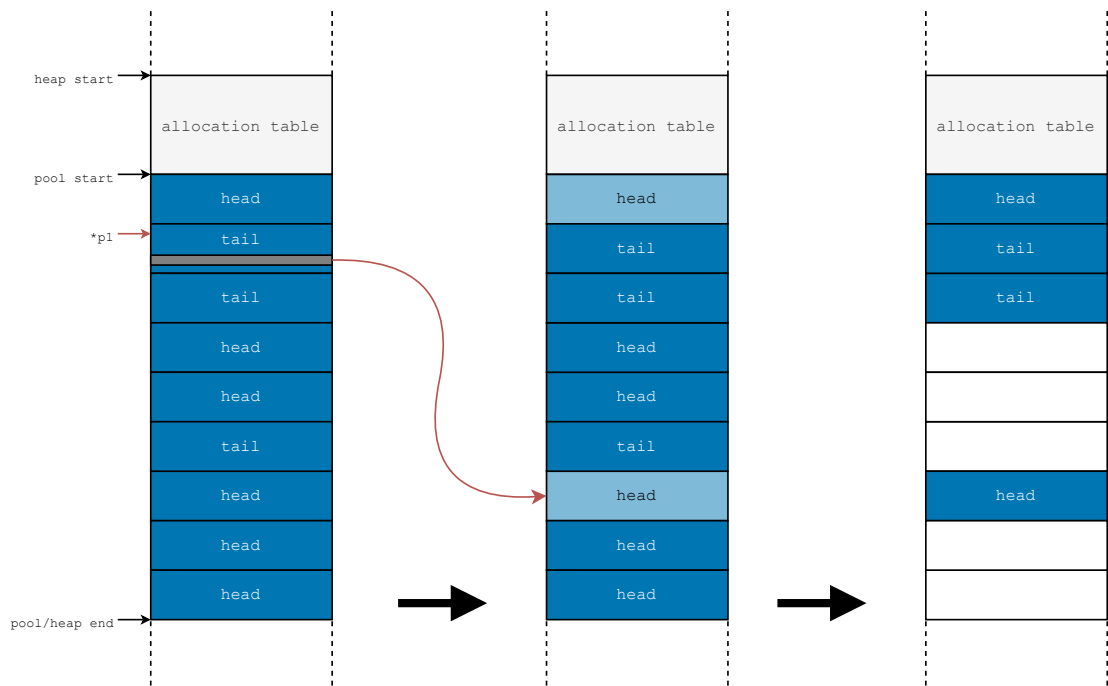 heap start
allocation table
pool start
head
*p1
tail
tail
head
head
tail
head
head
head
pool/heap end
allocation table
head
tail
tail
head
head
tail
head
head
head
allocation table
head
tail
tail
head